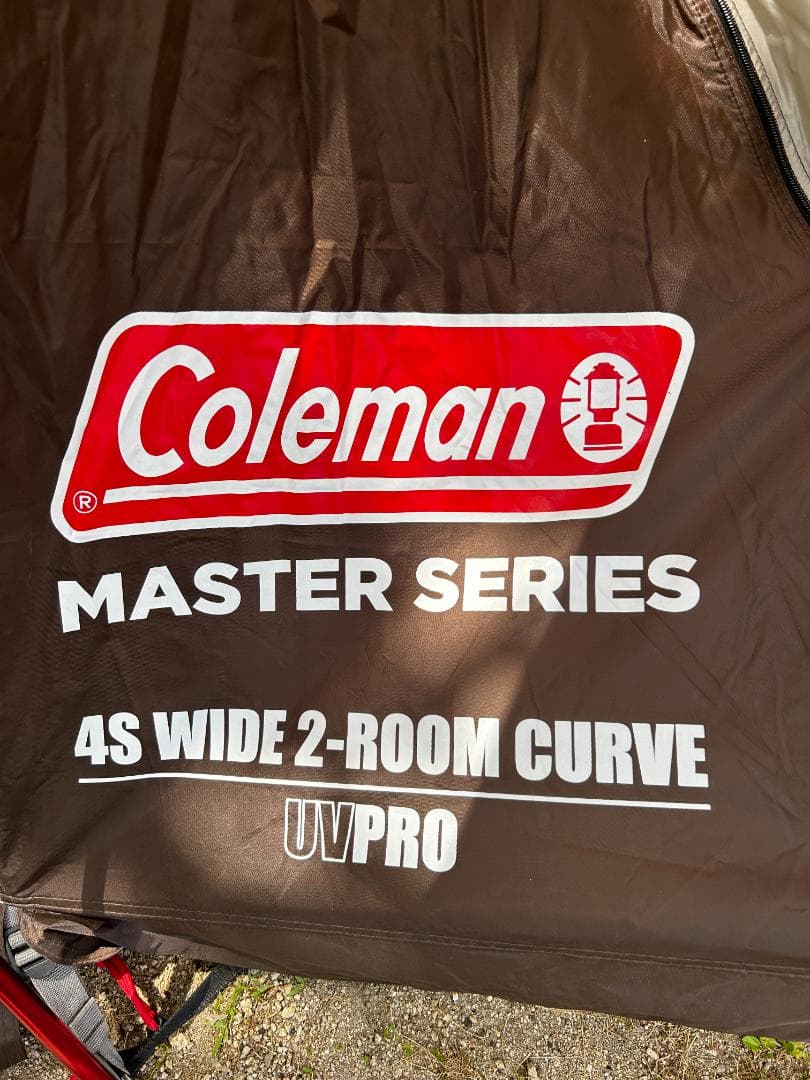 Coleman
®
MASTER SERIES
4S WIDE 2-ROOM CURVE
UVPRO